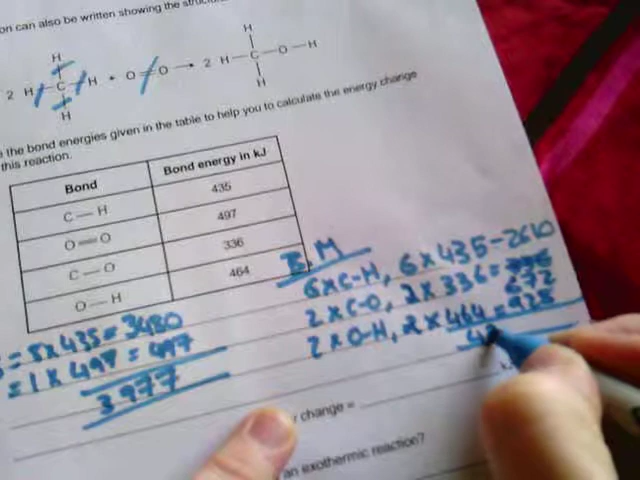 on can also be written showing the
H H
2 H C H + O O → 2 H — C — O — H
H H
the bond energies given in the table to help you to calculate the energy change
this reaction.
Bond Bond energy in kJ
C — H 435
O = O 497
C — O 336
O — H 464
B.M
6 x C-H, 6 x 435 - 2610
2 x C-O, 2 x 336 = 672
2 O-H, 2 x 464 = 928
= 8 x 435 = 3480
= 1 x 497 = 497
3977
change =
an exothermic reaction?